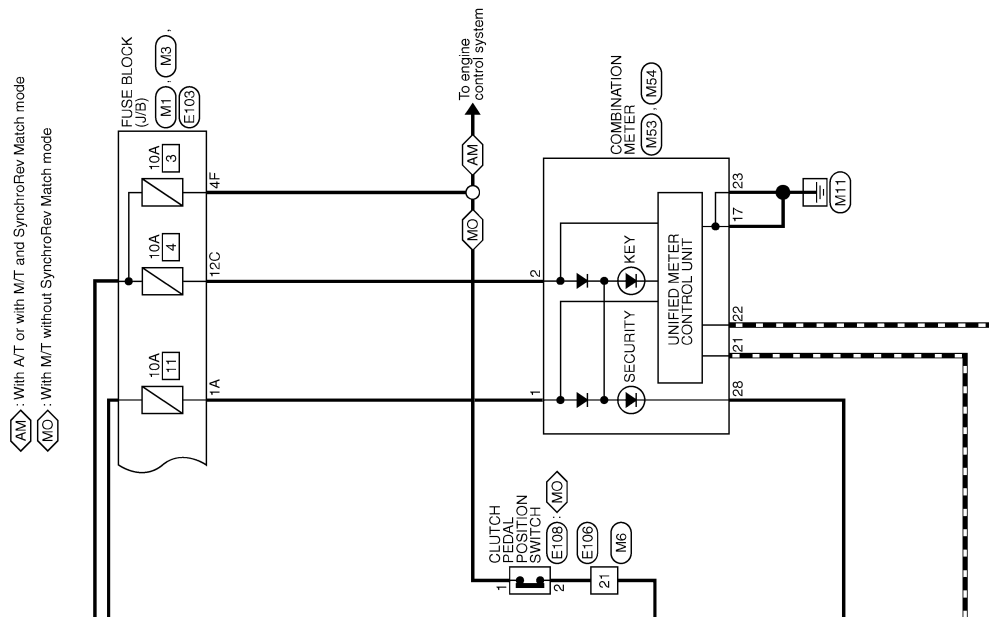 AM : With A/T or with M/T and SynchroRev Match mode
MO : With M/T without SynchroRev Match mode
FUSE BLOCK
(J/B)
M1 , M3 ,
E103
10A
3
4F
10A
4
12C
10A
11
1A
To engine
control system
AM
MO
COMBINATION
METER
M53 , M54
2
1
KEY
SECURITY
UNIFIED METER
CONTROL UNIT
23
17
22
21
28
M11
CLUTCH
PEDAL
POSITION
SWITCH
E108 : MO
1
2
E106
21
M6